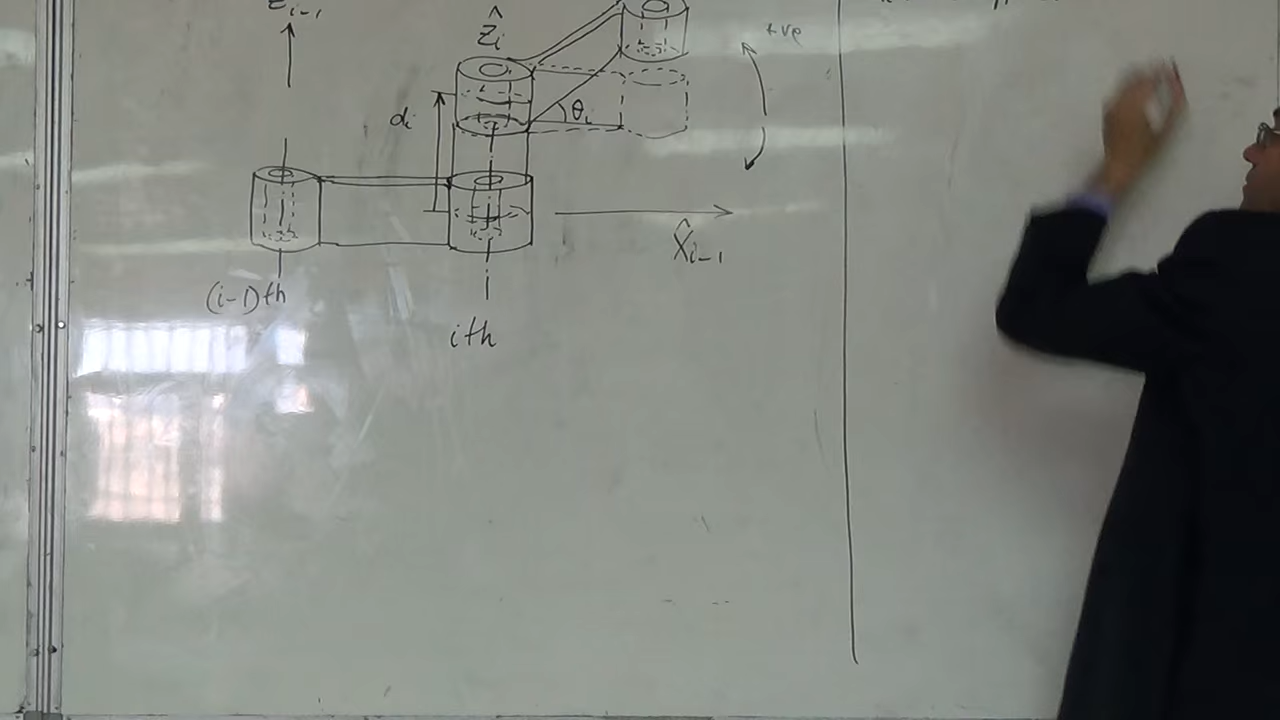 Ẑi
+ve
di
θi
X̂i-1
(i-1)th
ith